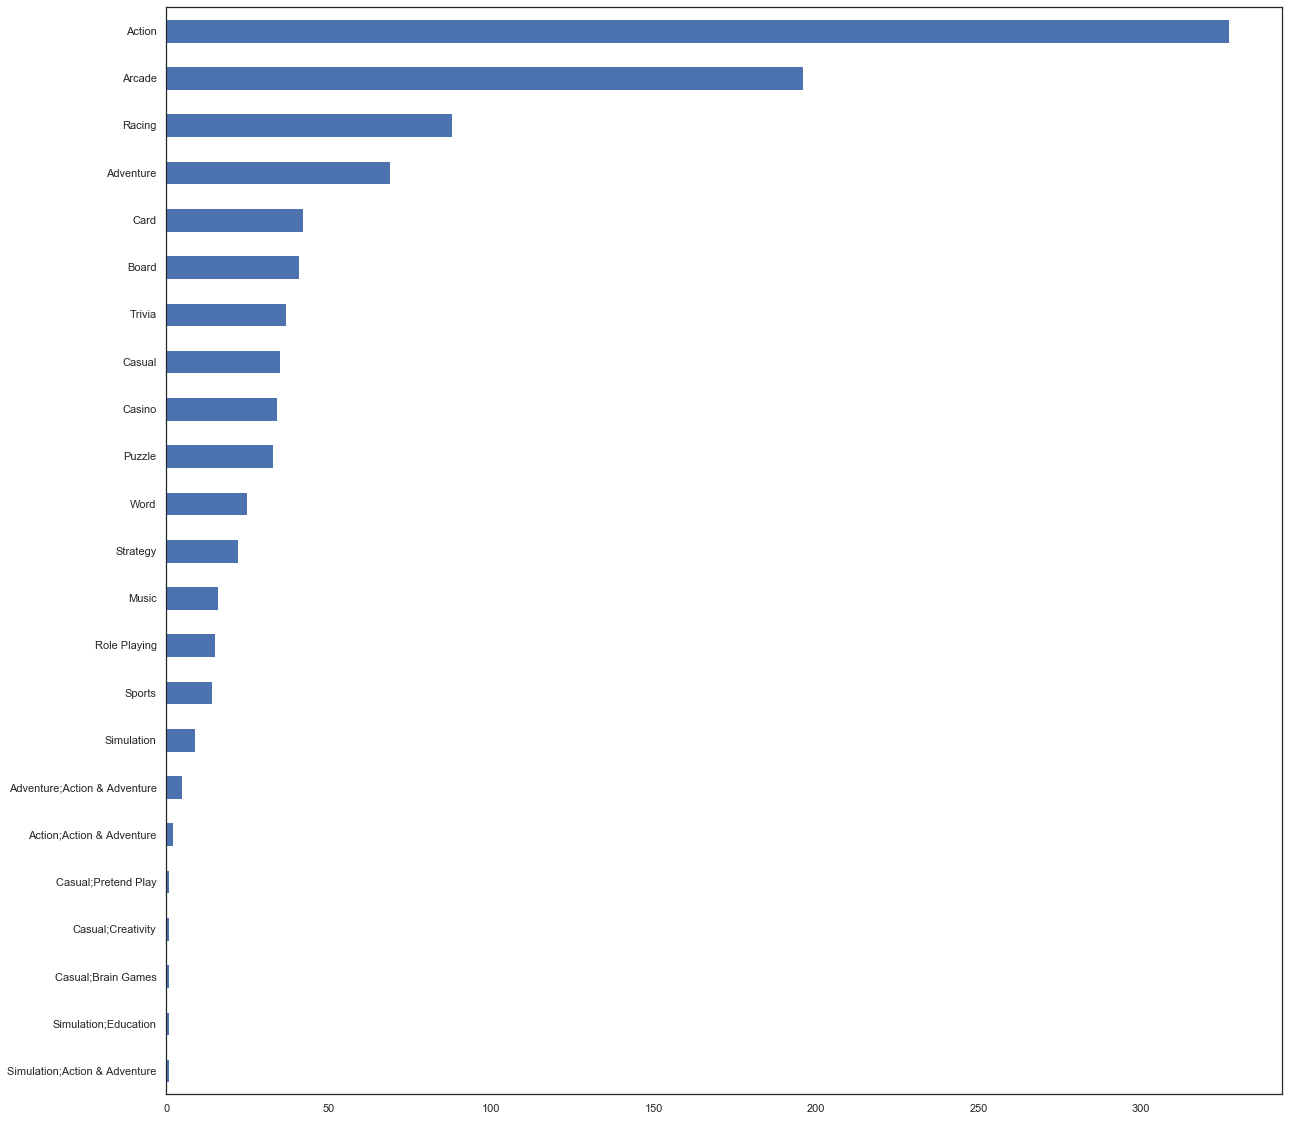 Action
Arcade
Racing
Adventure
Card
Board
Trivia
Casual
Casino
Puzzle
Word
Strategy
Music
Role Playing
Sports
Simulation
Adventure;Action & Adventure
Action;Action & Adventure
Casual;Pretend Play
Casual;Creativity
Casual;Brain Games
Simulation;Education
Simulation;Action & Adventure
0 50 100 150 200 250 300